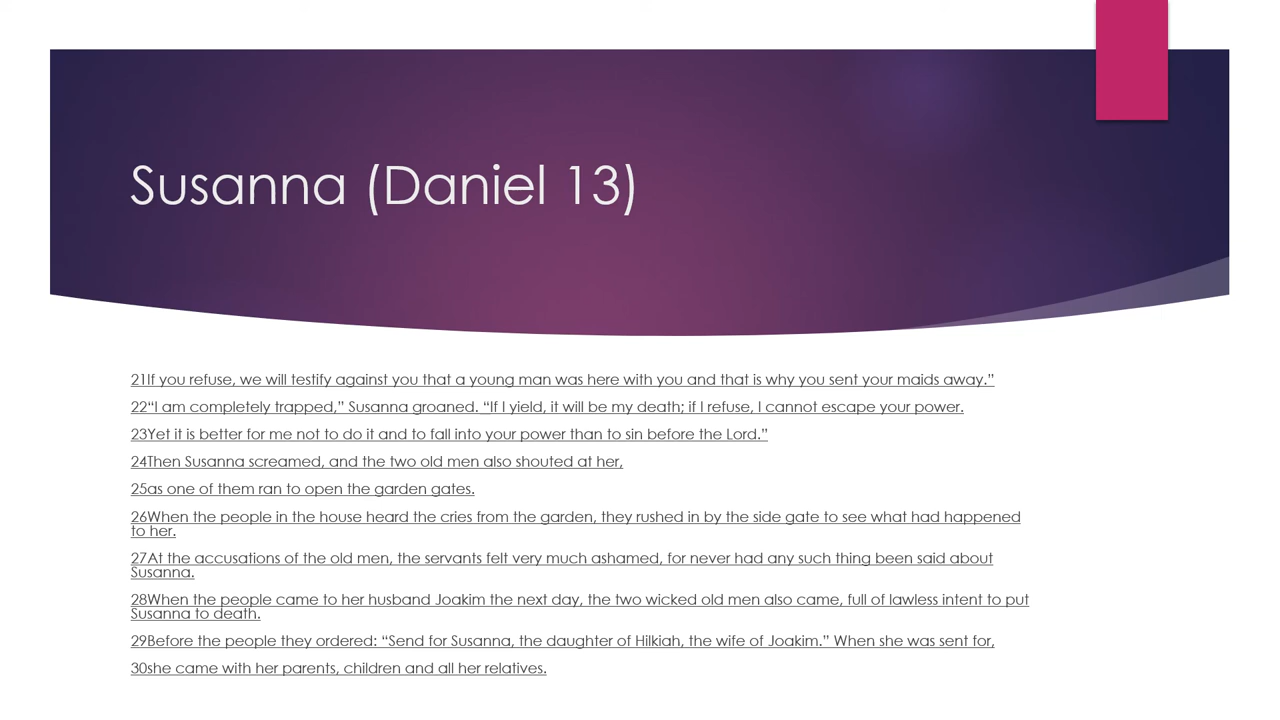 Susanna (Daniel 13)
21If you refuse, we will testify against you that a young man was here with you and that is why you sent your maids away.”
22“I am completely trapped,” Susanna groaned. “If I yield, it will be my death; if I refuse, I cannot escape your power.
23Yet it is better for me not to do it and to fall into your power than to sin before the Lord.”
24Then Susanna screamed, and the two old men also shouted at her,
25as one of them ran to open the garden gates.
26When the people in the house heard the cries from the garden, they rushed in by the side gate to see what had happened
to her.
27At the accusations of the old men, the servants felt very much ashamed, for never had any such thing been said about
Susanna.
28When the people came to her husband Joakim the next day, the two wicked old men also came, full of lawless intent to put
Susanna to death.
29Before the people they ordered: “Send for Susanna, the daughter of Hilkiah, the wife of Joakim.” When she was sent for,
30she came with her parents, children and all her relatives.